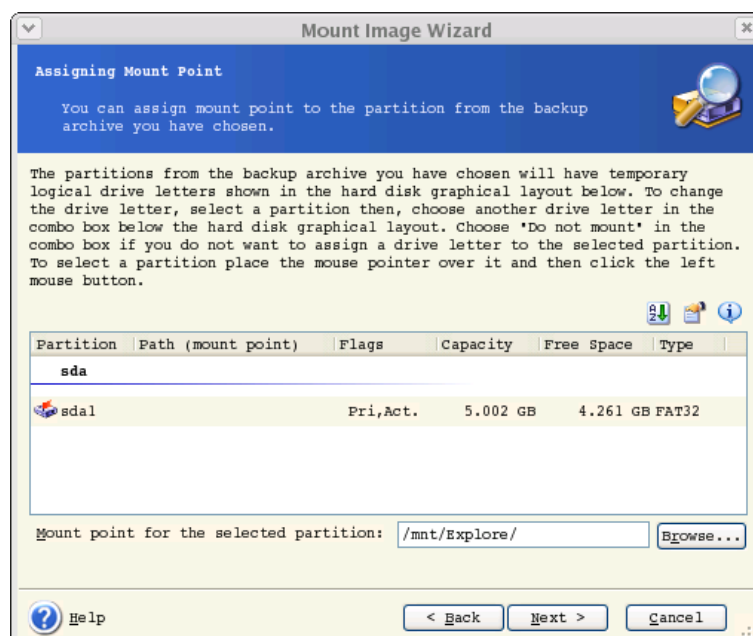 Mount Image Wizard
Assigning Mount Point
You can assign mount point to the partition from the backup
archive you have chosen.
The partitions from the backup archive you have chosen will have temporary
logical drive letters shown in the hard disk graphical layout below. To change
the drive letter, select a partition then, choose another drive letter in the
combo box below the hard disk graphical layout. Choose 'Do not mount' in the
combo box if you do not want to assign a drive letter to the selected partition.
To select a partition place the mouse pointer over it and then click the left
mouse button.
Partition Path (mount point) Flags Capacity Free Space Type
sda
sda1 Pri,Act. 5.002 GB 4.261 GB FAT32
Mount point for the selected partition: /mnt/Explore/ Browse...
Help < Back Next > Cancel